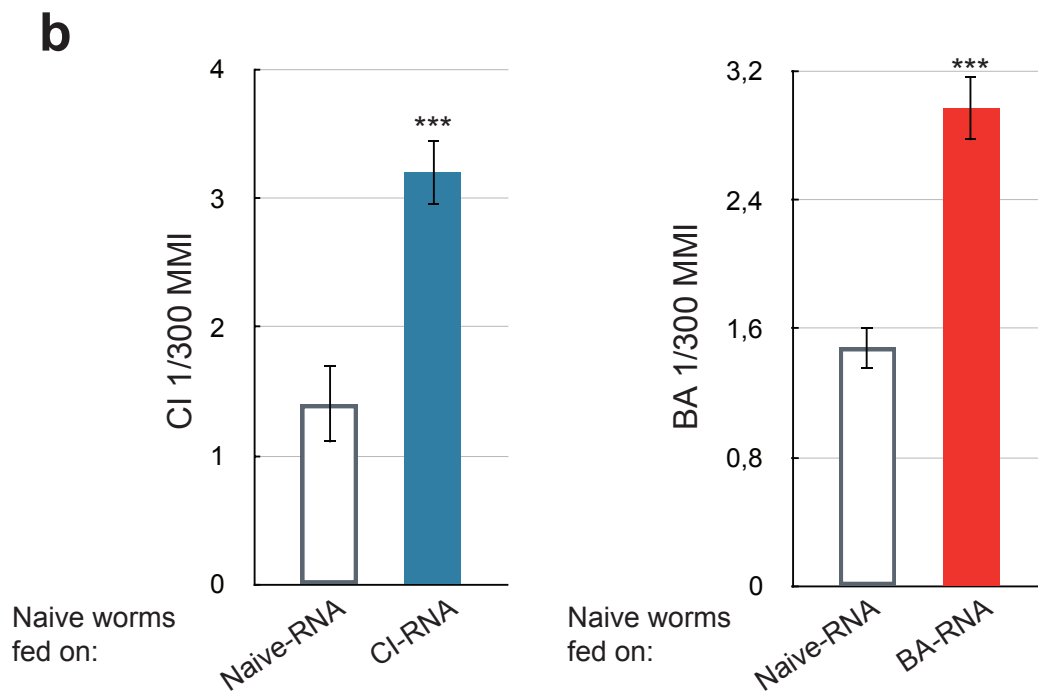 b
CI 1/300 MMI
4
3
2
1
0
***
Naive worms
fed on:
Naive-RNA
CI-RNA
BA 1/300 MMI
3,2
2,4
1,6
0,8
0
***
Naive worms
fed on:
Naive-RNA
BA-RNA